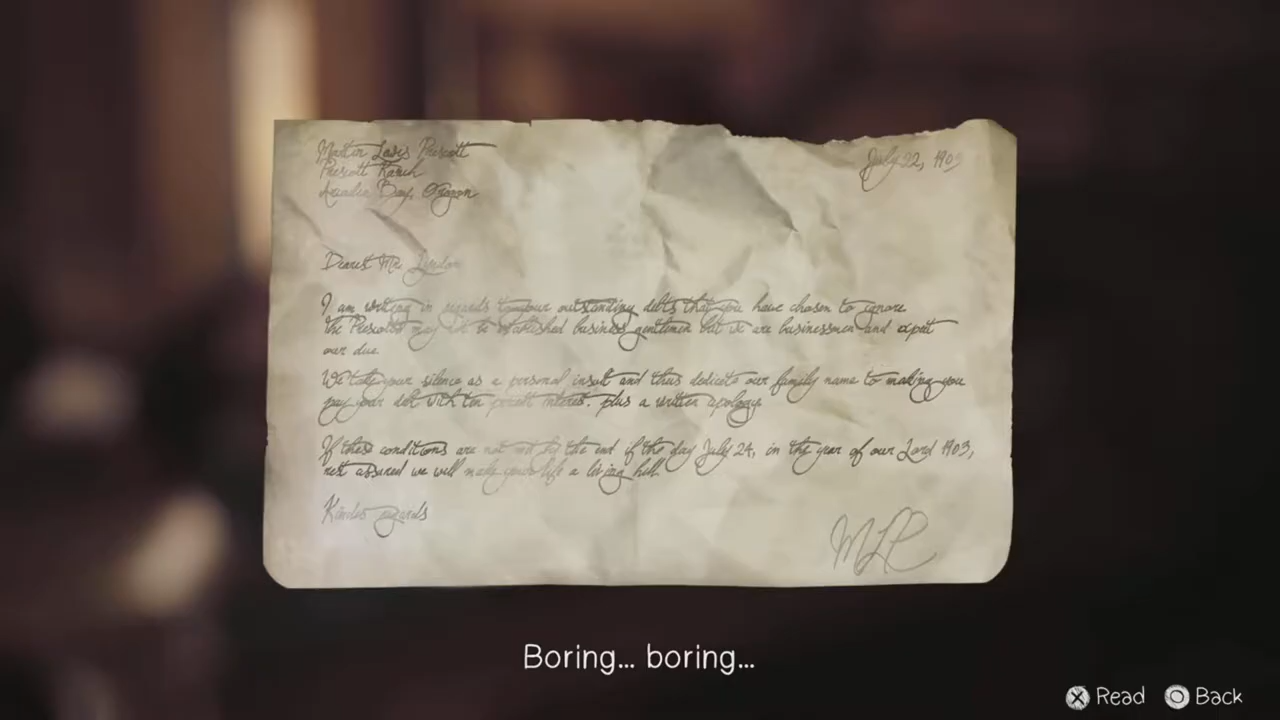 Martin Lewis Prescott
July 22, 1903
Prescott Ranch
Arcadia Bay, Oregon
Dearest Mr. Lyndon
I am writing in regards to your outstanding debts that you have chosen to ignore.
The Prescotts may not be established business gentlemen but we are businessmen and expect
our due.
We take your silence as a personal insult and thus dedicate our family name to making you
pay your debt with ten percent interest, plus a written apology.
If these conditions are not met by the end if the day July 24, in the year of our Lord 1903,
rest assured we will make your life a living hell.
Kindest regards
MLP
Boring... boring...
Read
Back